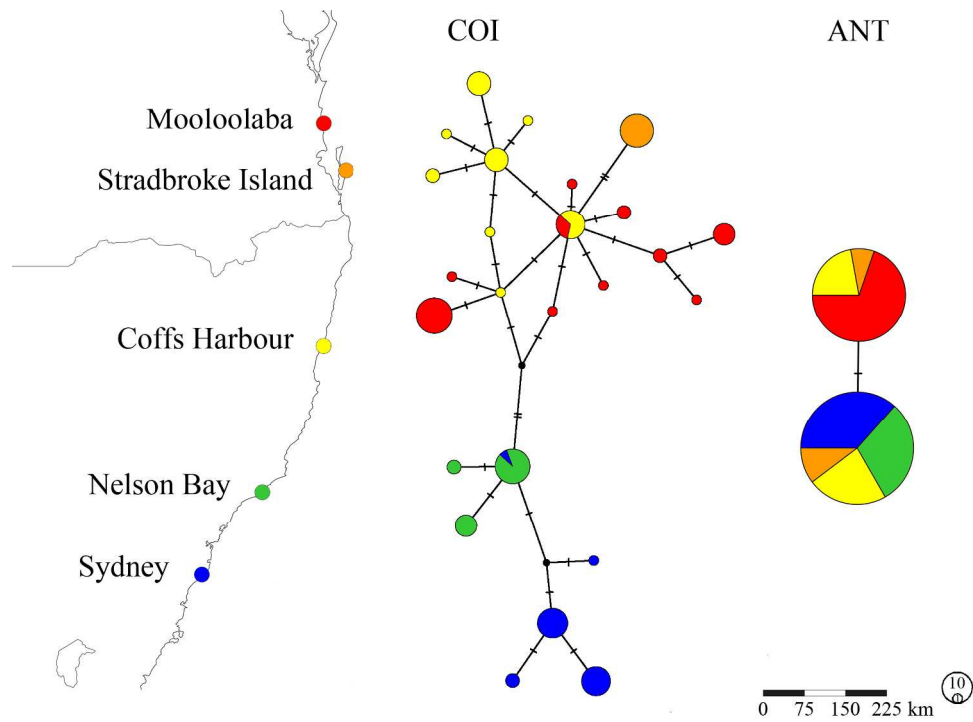 COI
ANT
Mooloolaba
Stradbroke Island
Coffs Harbour
Nelson Bay
Sydney
10
0 75 150 225 km